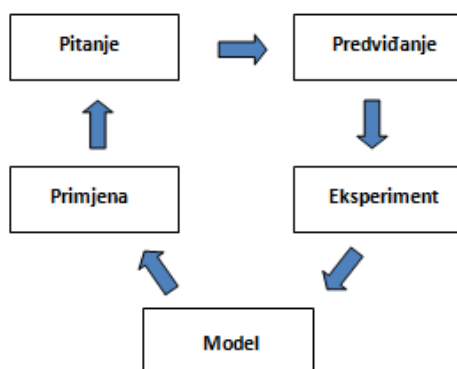 Pitanje
Predviđanje
Primjena
Eksperiment
Model